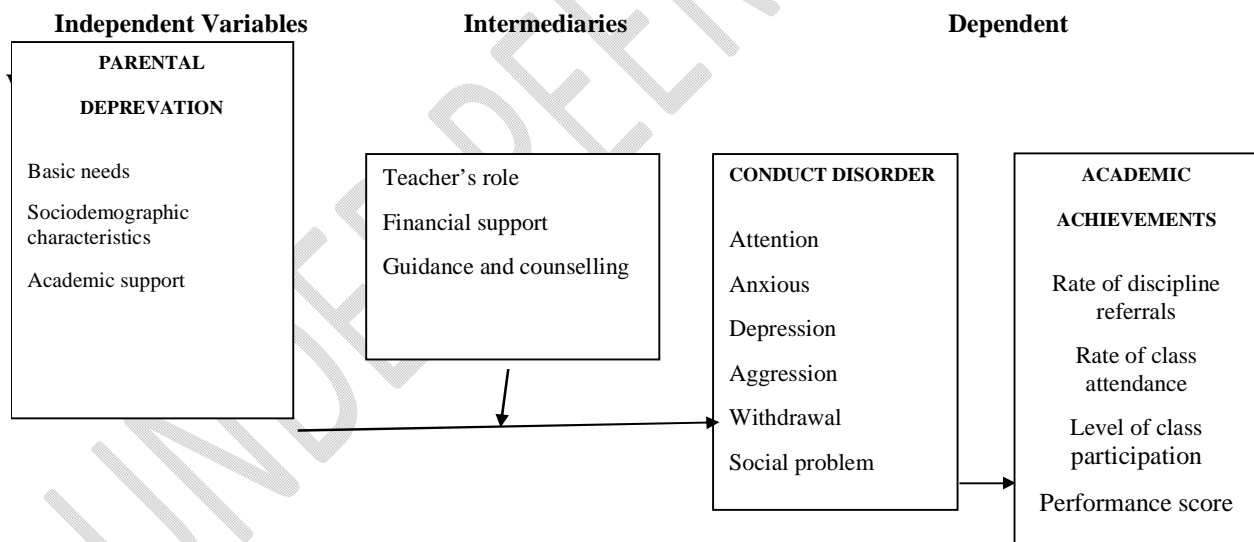 Independent Variables
Intermediaries
Dependent
PARENTAL
DEPREVATION
Basic needs
Sociodemographic
characteristics
Academic support
Teacher's role
Financial support
Guidance and counselling
CONDUCT DISORDER
Attention
Anxious
Depression
Aggression
Withdrawal
Social problem
ACADEMIC
ACHIEVEMENTS
Rate of discipline
referrals
Rate of class
attendance
Level of class
participation
Performance score
UNDER PEER